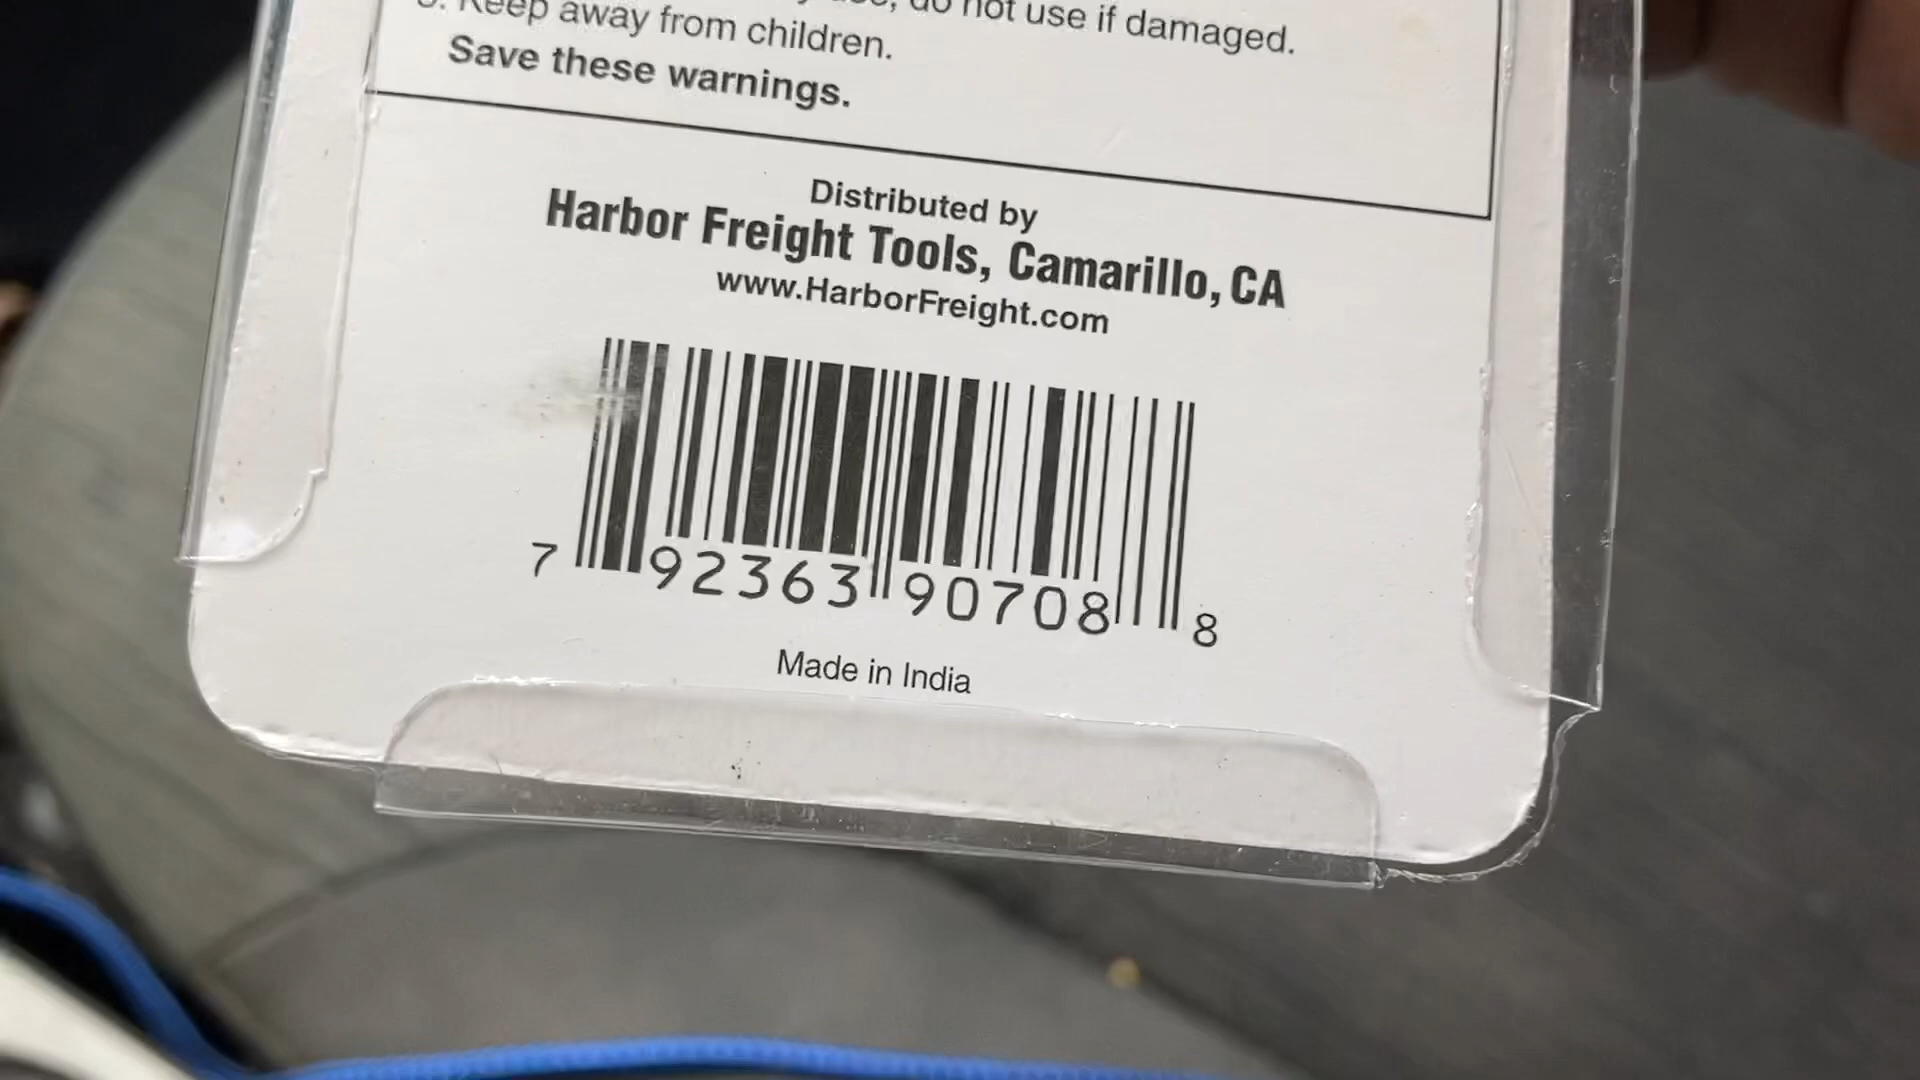 do not use if damaged.
Keep away from children.
Save these warnings.
Distributed by
Harbor Freight Tools, Camarillo, CA
www.HarborFreight.com
7 92363 90708 8
Made in India